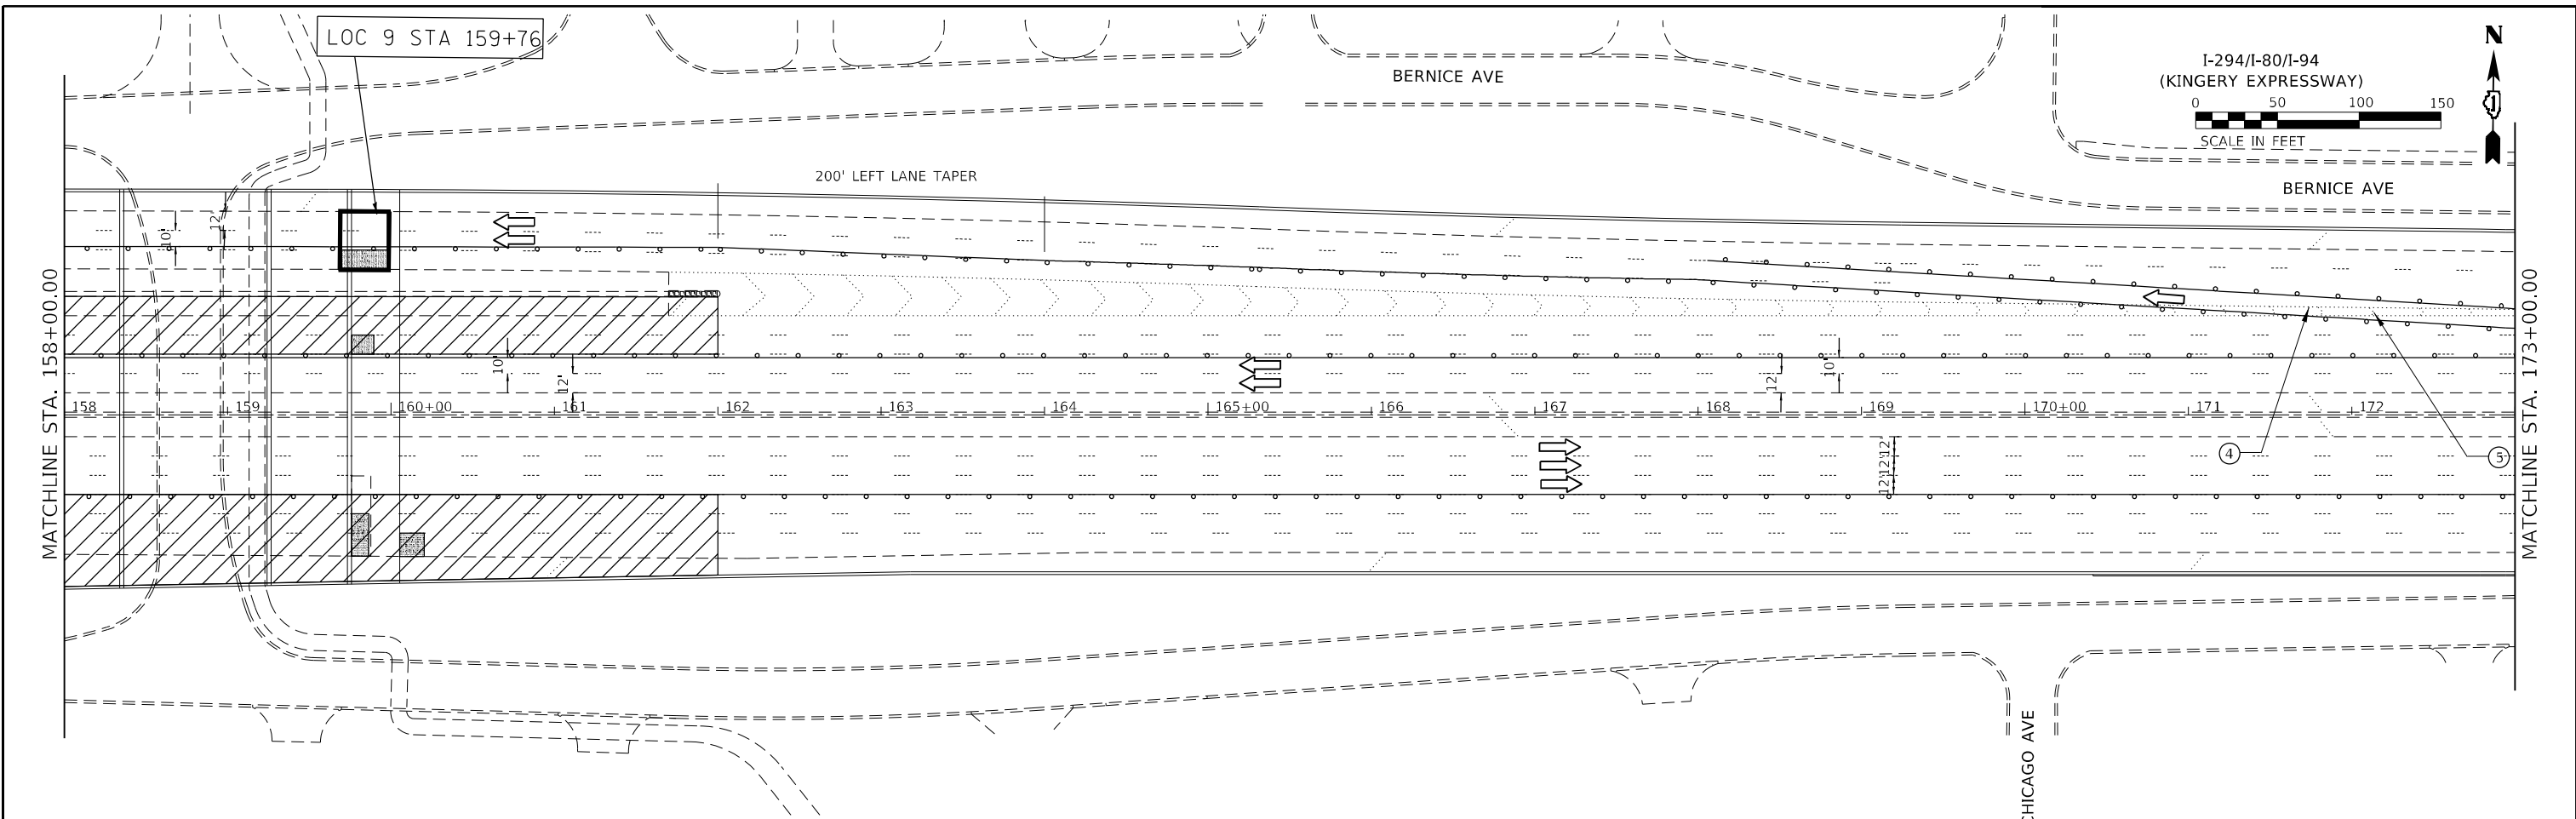 LOC 9 STA 159+76
BERNICE AVE
I-294/I-80/I-94
(KINGERY EXPRESSWAY)
0 50 100 150
SCALE IN FEET
N
200' LEFT LANE TAPER
BERNICE AVE
10'
12
MATCHLINE STA. 158+00.00
MATCHLINE STA. 173+00.00
10'
12'
12
10'
158 159 160+00 161 162 163 164 165+00 166 167 168 169 170+00 171 172
12'
12'
12'
4
5
CHICAGO AVE